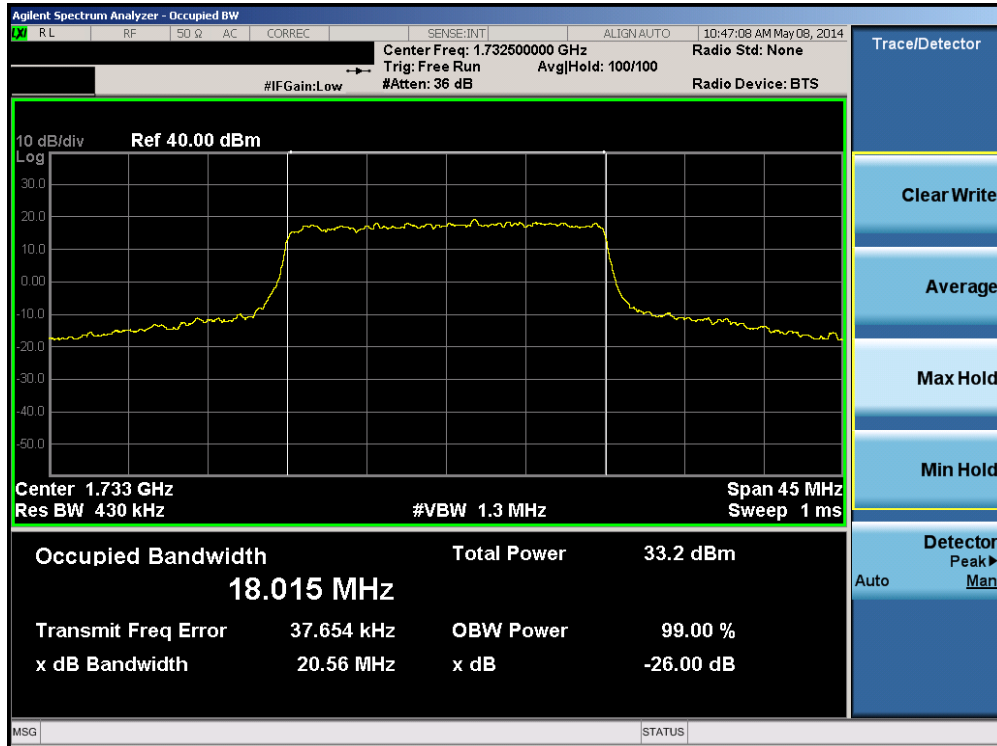 Agilent Spectrum Analyzer - Occupied BW
LXI RL RF 50 Ω AC CORREC SENSE:INT ALIGN AUTO 10:47:08 AM May 08, 2014
Center Freq: 1.732500000 GHz Radio Std: None
Trig: Free Run Avg|Hold: 100/100
#IFGain:Low #Atten: 36 dB Radio Device: BTS
10 dB/div Ref 40.00 dBm
Log
30.0
20.0
10.0
0.00
-10.0
-20.0
-30.0
-40.0
-50.0
Center 1.733 GHz Span 45 MHz
Res BW 430 kHz #VBW 1.3 MHz Sweep 1 ms
Occupied Bandwidth Total Power 33.2 dBm
18.015 MHz
Transmit Freq Error 37.654 kHz OBW Power 99.00 %
x dB Bandwidth 20.56 MHz x dB -26.00 dB
MSG STATUS
Trace/Detector
Clear Write
Average
Max Hold
Min Hold
Detector
Peak▶
Auto Man